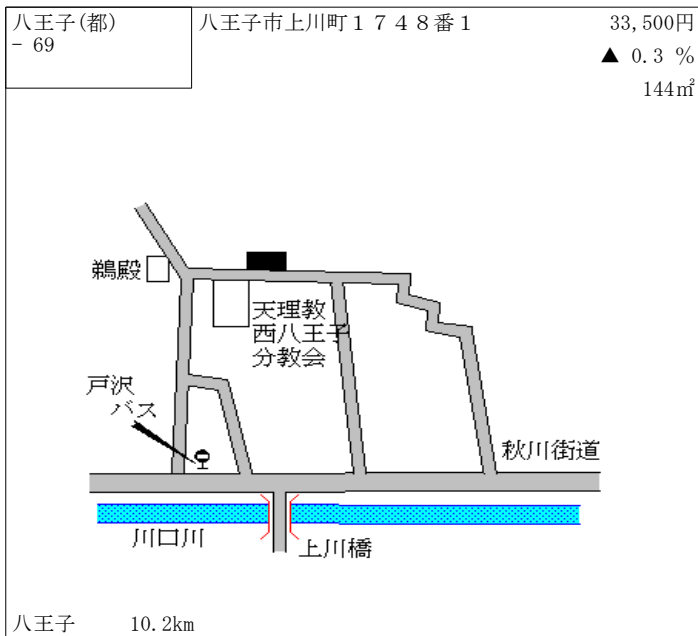 八王子(都)
- 69
八王子市上川町１７４８番１
33,500円
▲ 0.3 %
144㎡
鵜殿
天理教
西八王子
分教会
戸沢
バス
秋川街道
川口川
上川橋
八王子 10.2km